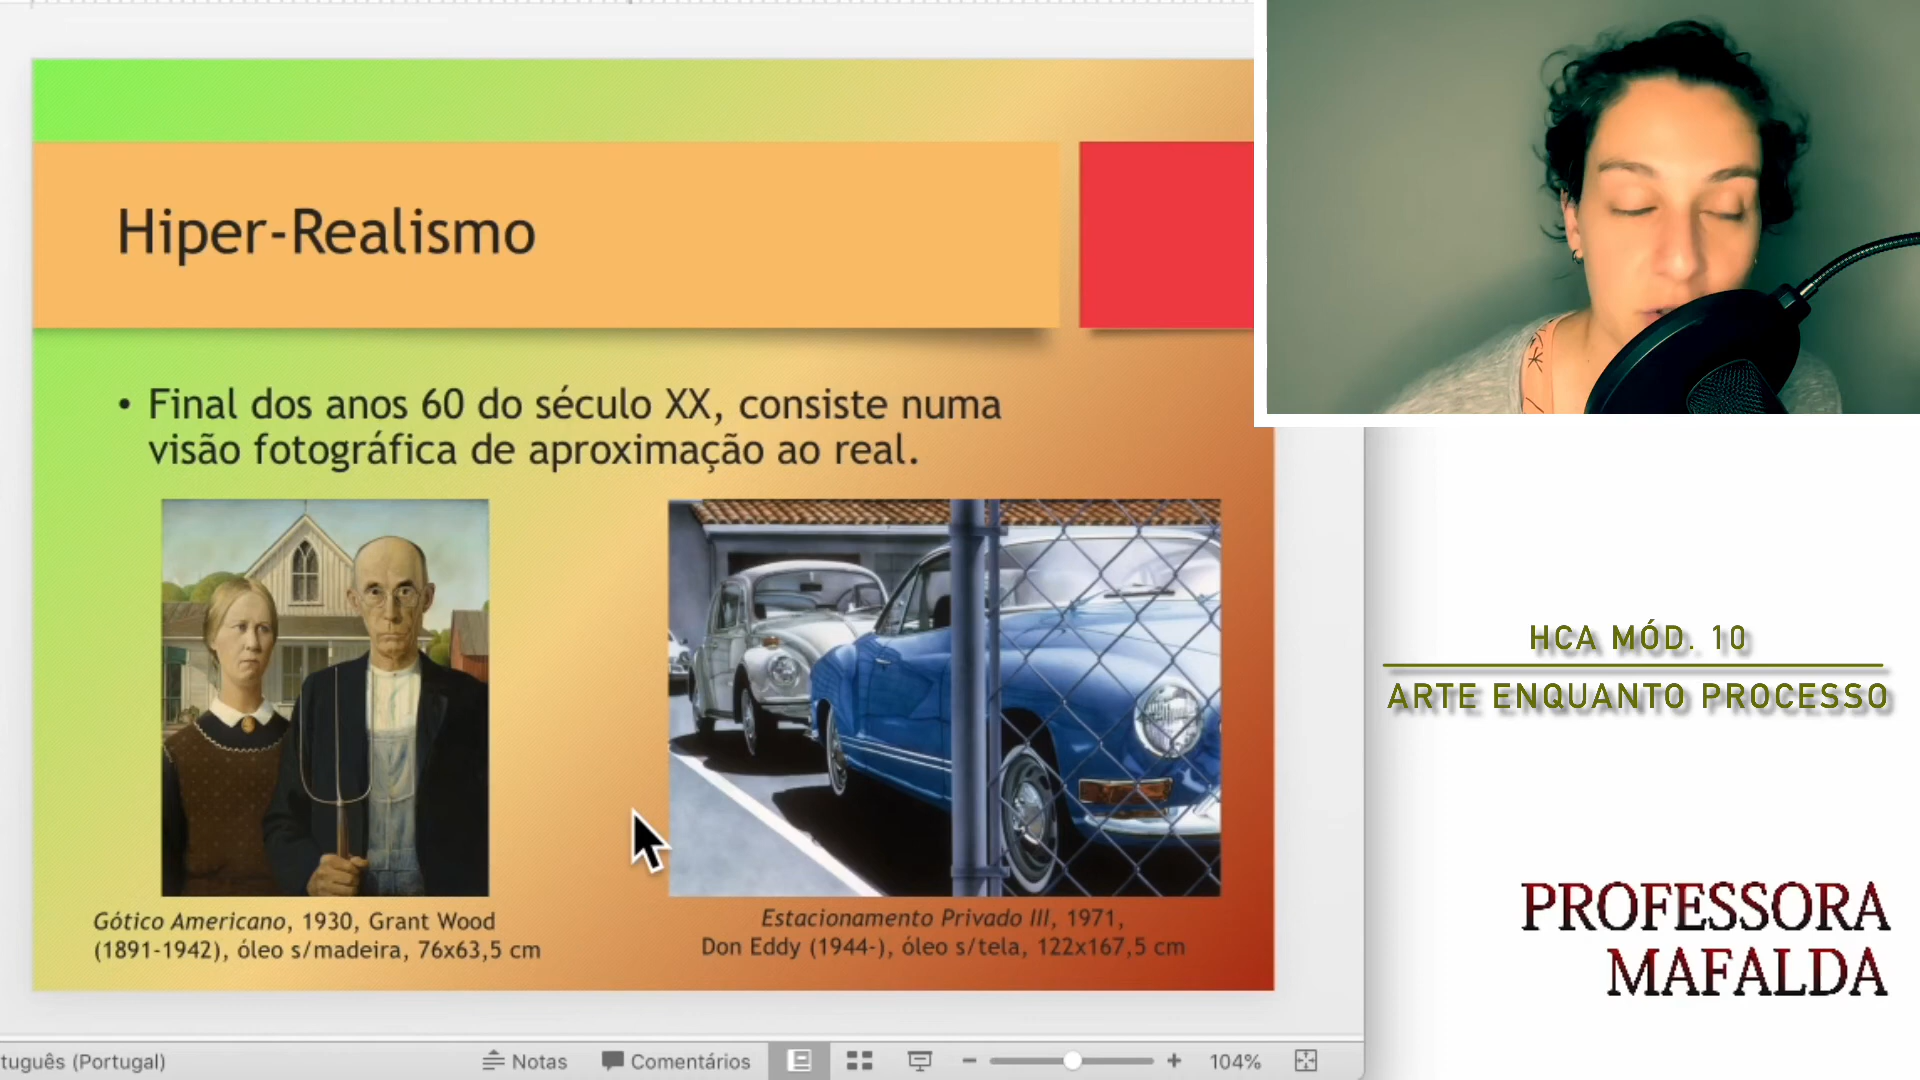 Hiper-Realismo
• Final dos anos 60 do século XX, consiste numa
visão fotográfica de aproximação ao real.
Gótico Americano, 1930, Grant Wood
(1891-1942), óleo s/madeira, 76x63,5 cm
Estacionamento Privado III, 1971,
Don Eddy (1944-), óleo s/tela, 122x167,5 cm
HCA MÓD. 10
ARTE ENQUANTO PROCESSO
PROFESSORA
MAFALDA
tuguês (Portugal)
Notas
Comentários
104%